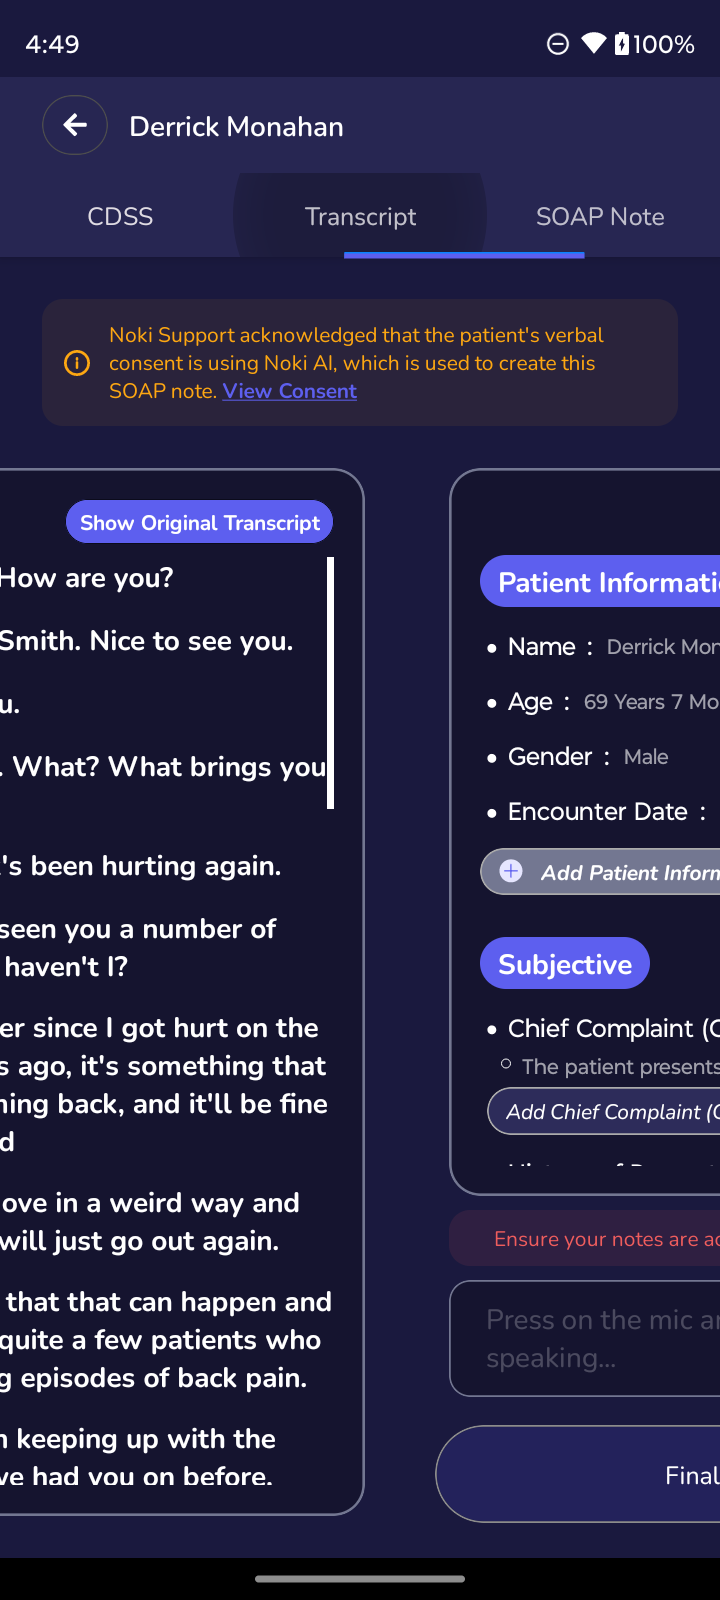 4:49
100%
Derrick Monahan
CDSS
Transcript
SOAP Note
Noki Support acknowledged that the patient's verbal
consent is using Noki AI, which is used to create this
SOAP note. View Consent
Show Original Transcript
How are you?
Smith. Nice to see you.
u.
. What? What brings you
's been hurting again.
seen you a number of
haven't I?
er since I got hurt on the
s ago, it's something that
ning back, and it'll be fine
d
ove in a weird way and
will just go out again.
that that can happen and
quite a few patients who
g episodes of back pain.
n keeping up with the
ve had you on before.
Patient Informati
• Name : Derrick Mon
• Age : 69 Years 7 Mo
• Gender : Male
• Encounter Date :
Add Patient Inform
Subjective
• Chief Complaint (C
○ The patient presents
Add Chief Complaint (C
Ensure your notes are ac
Press on the mic an
speaking...
Final